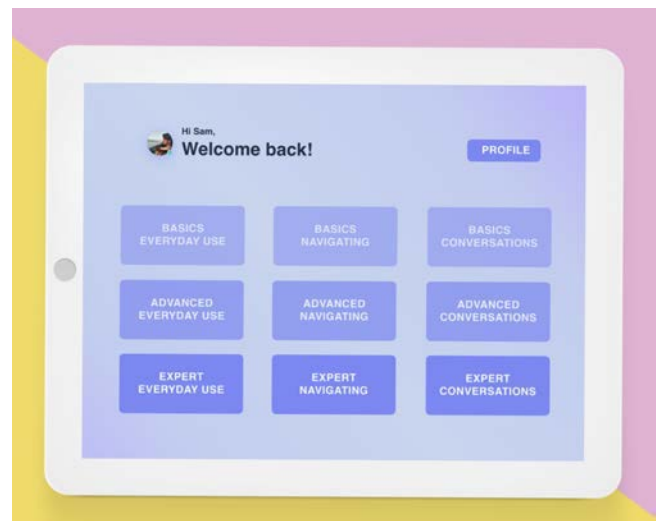 Hi Sam,
Welcome back!
PROFILE
BASICS
EVERYDAY USE
BASICS
NAVIGATING
BASICS
CONVERSATIONS
ADVANCED
EVERYDAY USE
ADVANCED
NAVIGATING
ADVANCED
CONVERSATIONS
EXPERT
EVERYDAY USE
EXPERT
NAVIGATING
EXPERT
CONVERSATIONS